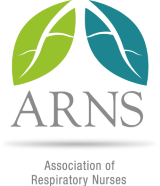 ARNS
Association of
Respiratory Nurses